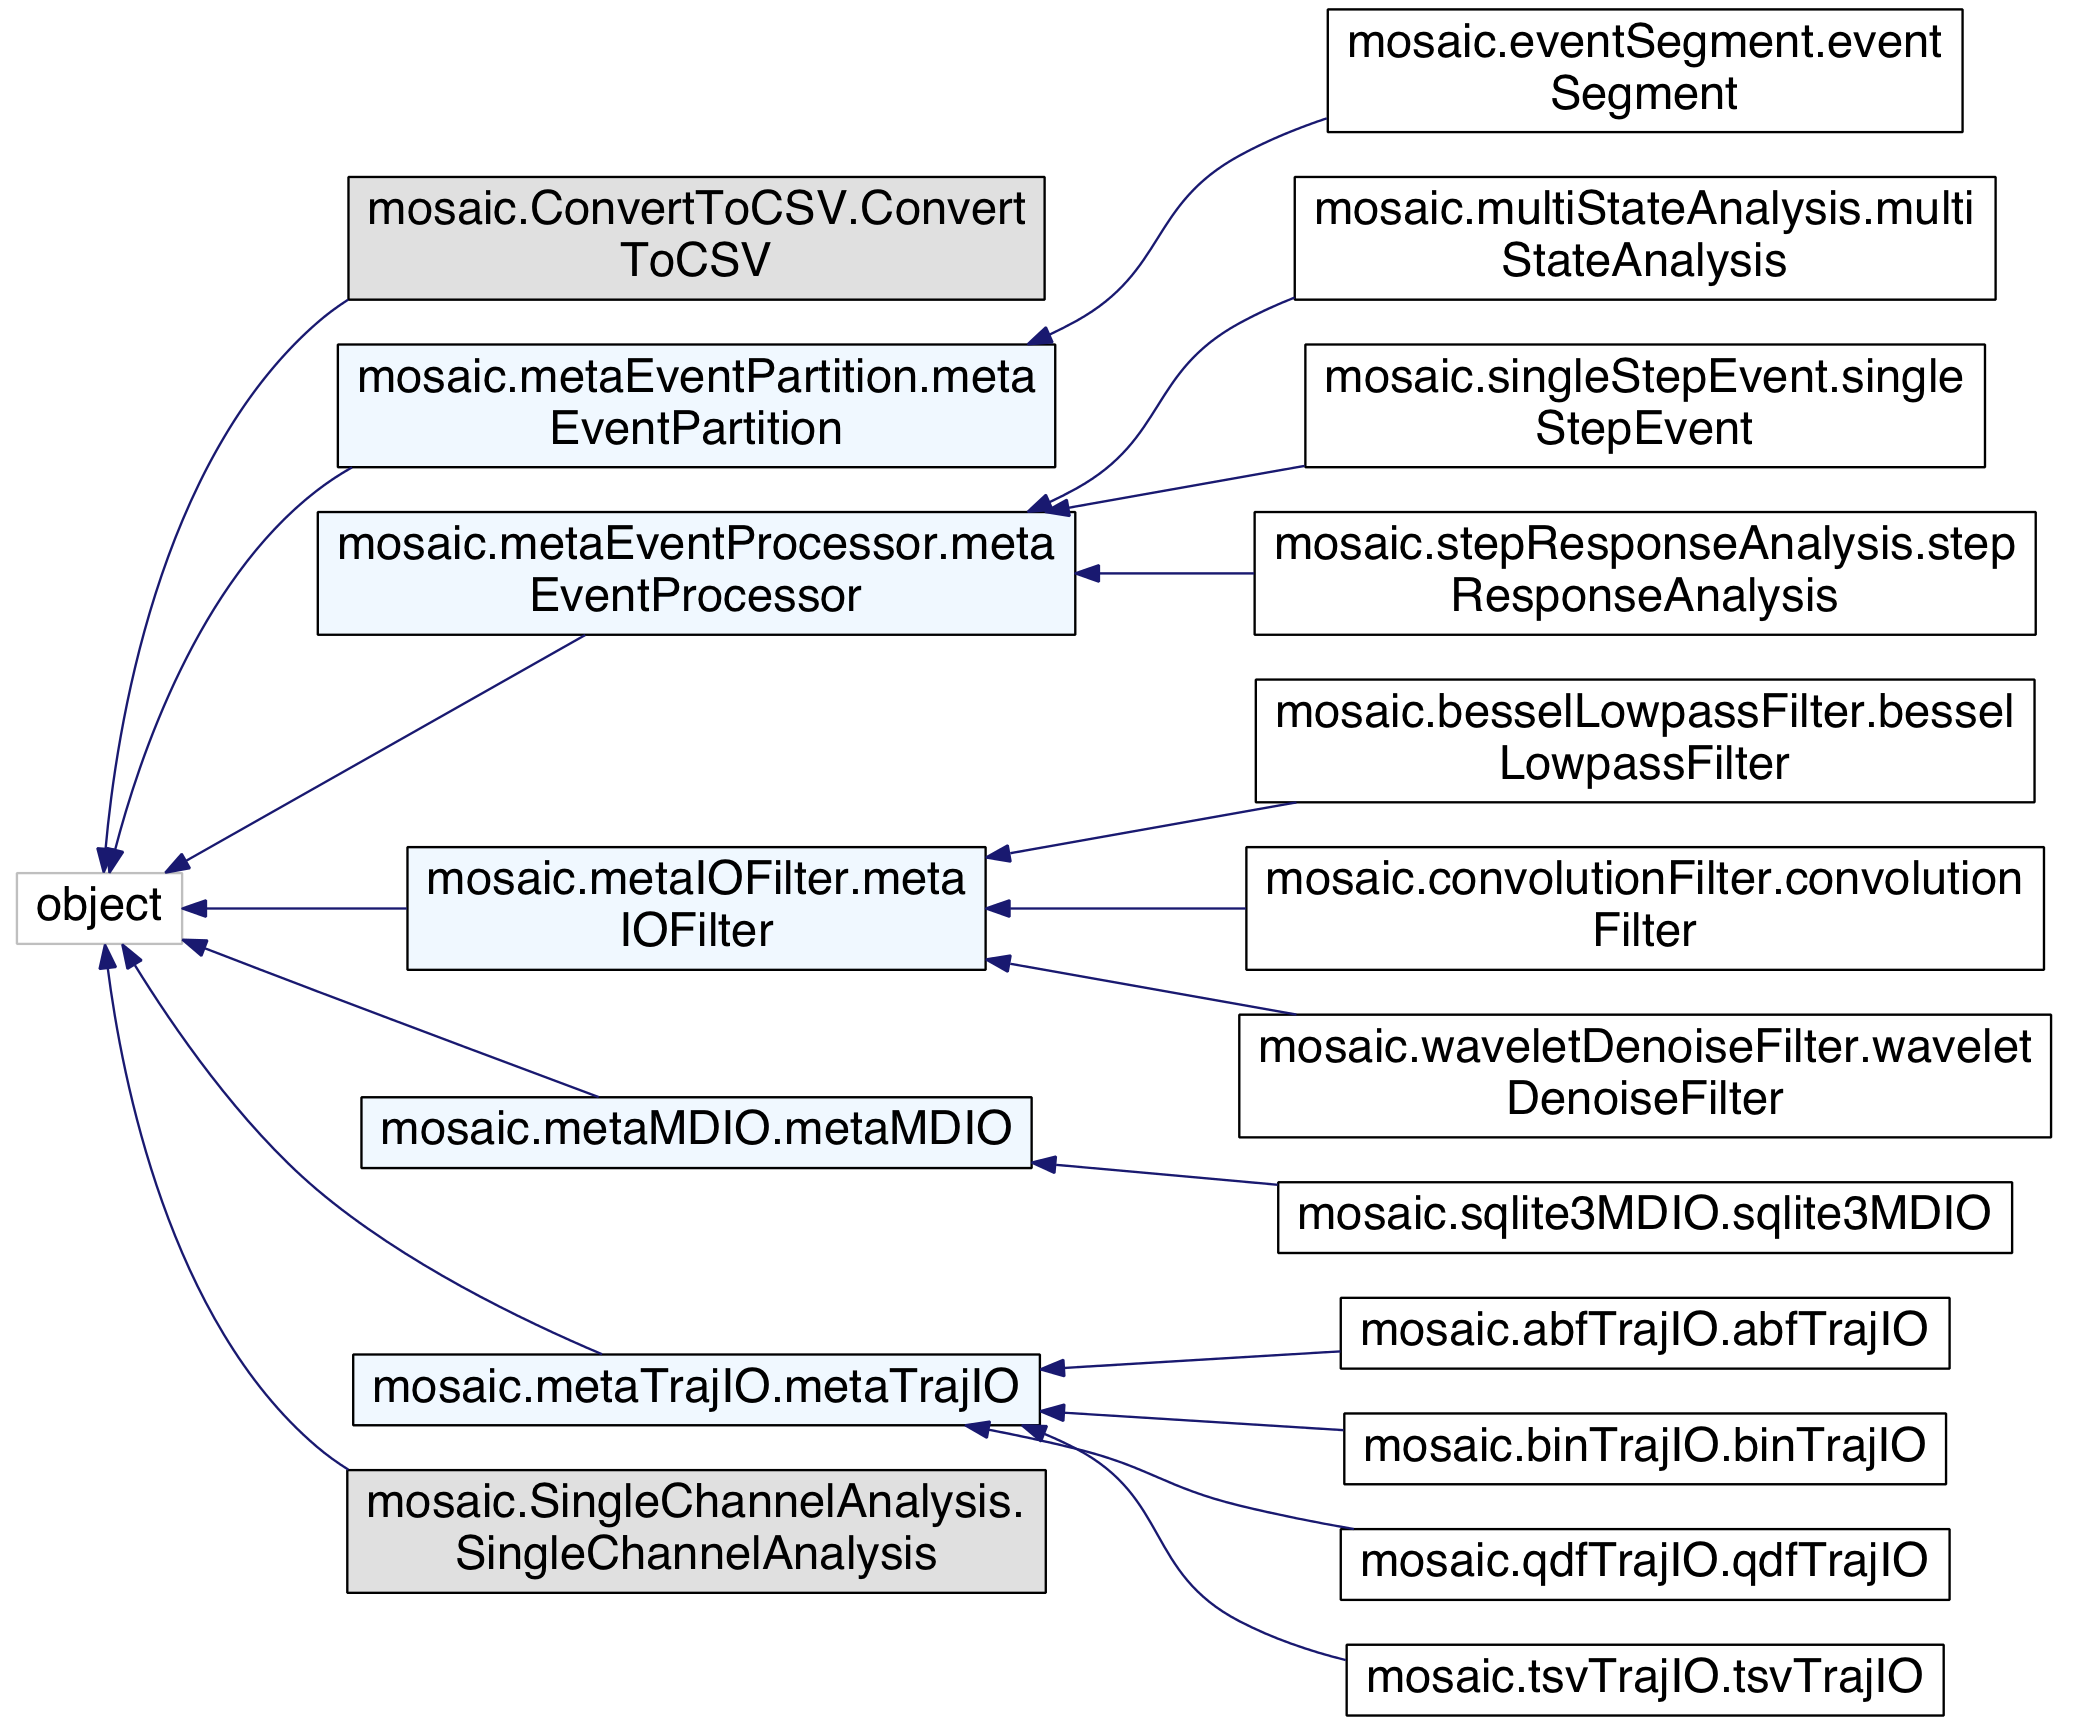 mosaic.eventSegment.event
Segment
mosaic.ConvertToCSV.Convert
ToCSV
mosaic.multiStateAnalysis.multi
StateAnalysis
mosaic.metaEventPartition.meta
EventPartition
mosaic.singleStepEvent.single
StepEvent
mosaic.metaEventProcessor.meta
EventProcessor
mosaic.stepResponseAnalysis.step
ResponseAnalysis
mosaic.besselLowpassFilter.bessel
LowpassFilter
object
mosaic.metaIOFilter.meta
IOFilter
mosaic.convolutionFilter.convolution
Filter
mosaic.waveletDenoiseFilter.wavelet
DenoiseFilter
mosaic.metaMDIO.metaMDIO
mosaic.sqlite3MDIO.sqlite3MDIO
mosaic.abfTrajIO.abfTrajIO
mosaic.metaTrajIO.metaTrajIO
mosaic.binTrajIO.binTrajIO
mosaic.SingleChannelAnalysis.
SingleChannelAnalysis
mosaic.qdfTrajIO.qdfTrajIO
mosaic.tsvTrajIO.tsvTrajIO